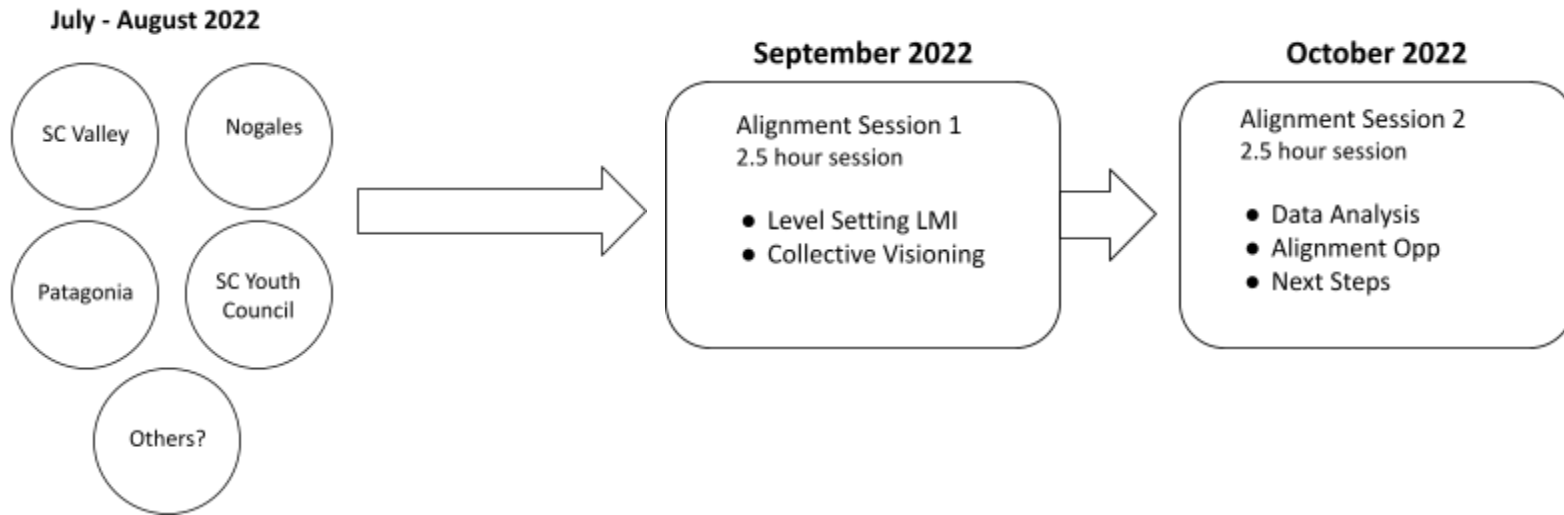 July - August 2022
SC Valley
Nogales
Patagonia
SC Youth
Council
Others?
September 2022
Alignment Session 1
2.5 hour session
● Level Setting LMI
● Collective Visioning
October 2022
Alignment Session 2
2.5 hour session
● Data Analysis
● Alignment Opp
● Next Steps